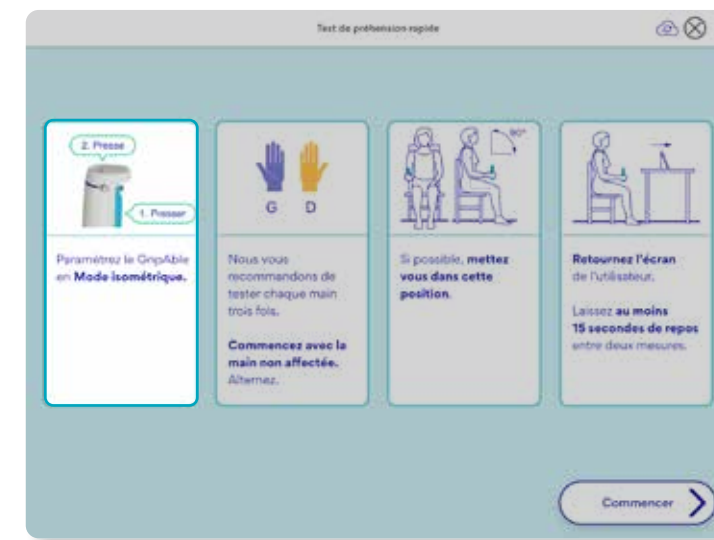 Test de préhension rapide
2. Presse
1. Presser
Paramétrez le GripAble
en Mode isométrique.
G D
Nous vous
recommandons de
tester chaque main
trois fois.
Commencez avec la
main non affectée.
Alternez.
90°
Si possible, mettez
vous dans cette
position.
Retournez l'écran
de l'utilisateur.
Laissez au moins
15 secondes de repos
entre deux mesures.
Commencer